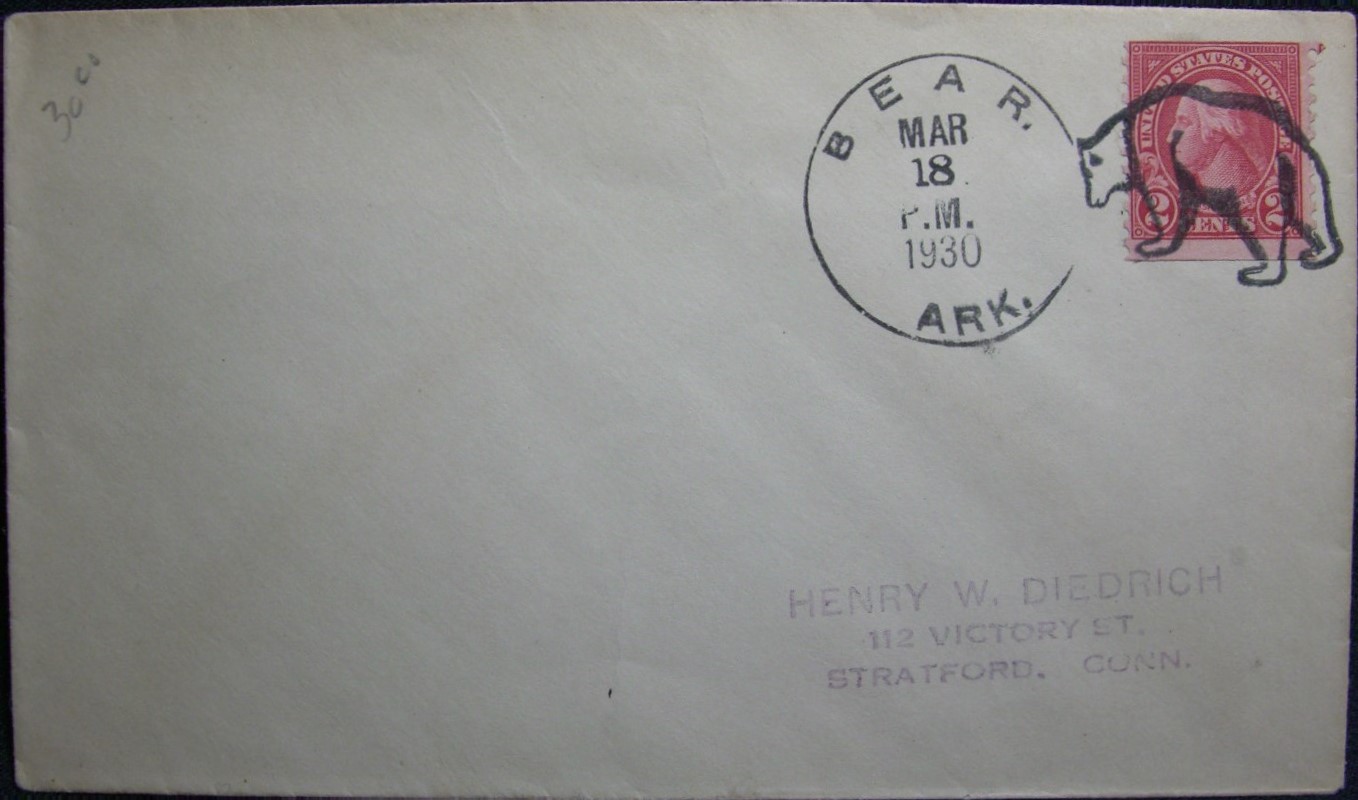 30 00
BEAR.
MAR
18
P.M.
1930
ARK.
UNITED STATES POSTAGE
2 CENTS 2
HENRY W. DIEDRICH
112 VICTORY ST.
STRATFORD. CONN.